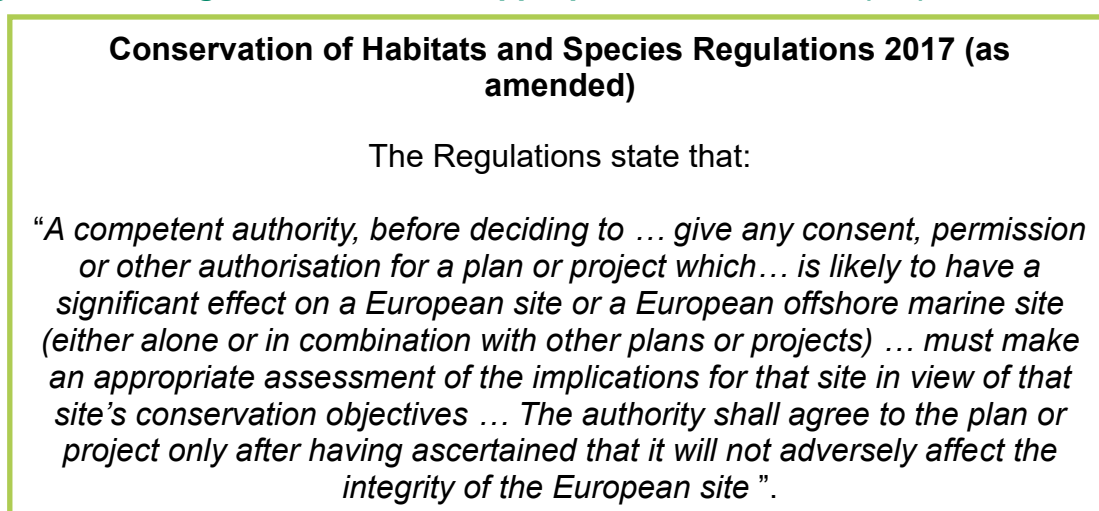 Conservation of Habitats and Species Regulations 2017 (as
amended)
The Regulations state that:
“A competent authority, before deciding to … give any consent, permission
or other authorisation for a plan or project which… is likely to have a
significant effect on a European site or a European offshore marine site
(either alone or in combination with other plans or projects) … must make
an appropriate assessment of the implications for that site in view of that
site’s conservation objectives … The authority shall agree to the plan or
project only after having ascertained that it will not adversely affect the
integrity of the European site ”.